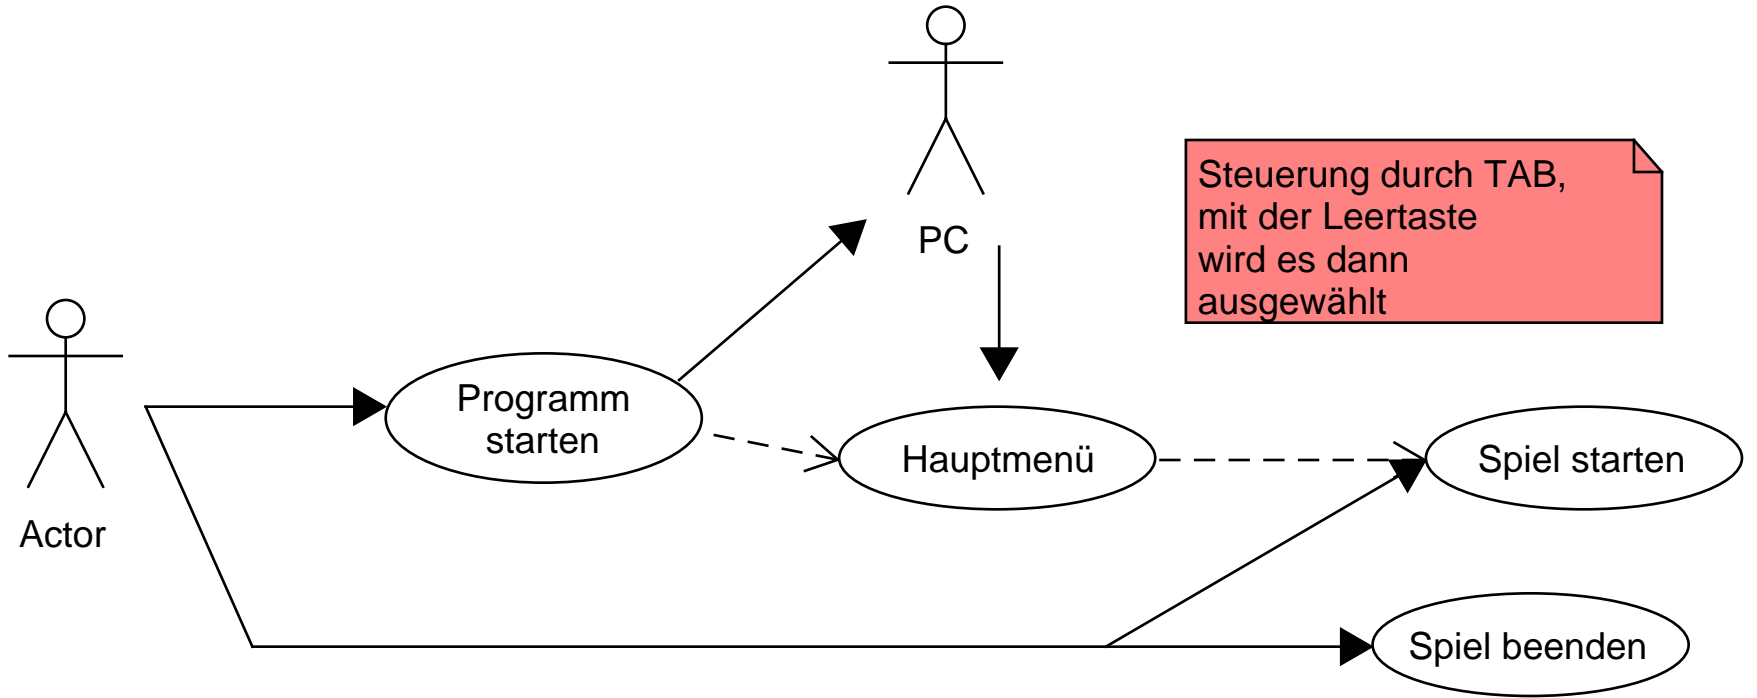 PC
Steuerung durch TAB,
mit der Leertaste
wird es dann
ausgewählt
Actor
Programm
starten
Hauptmenü
Spiel starten
Spiel beenden